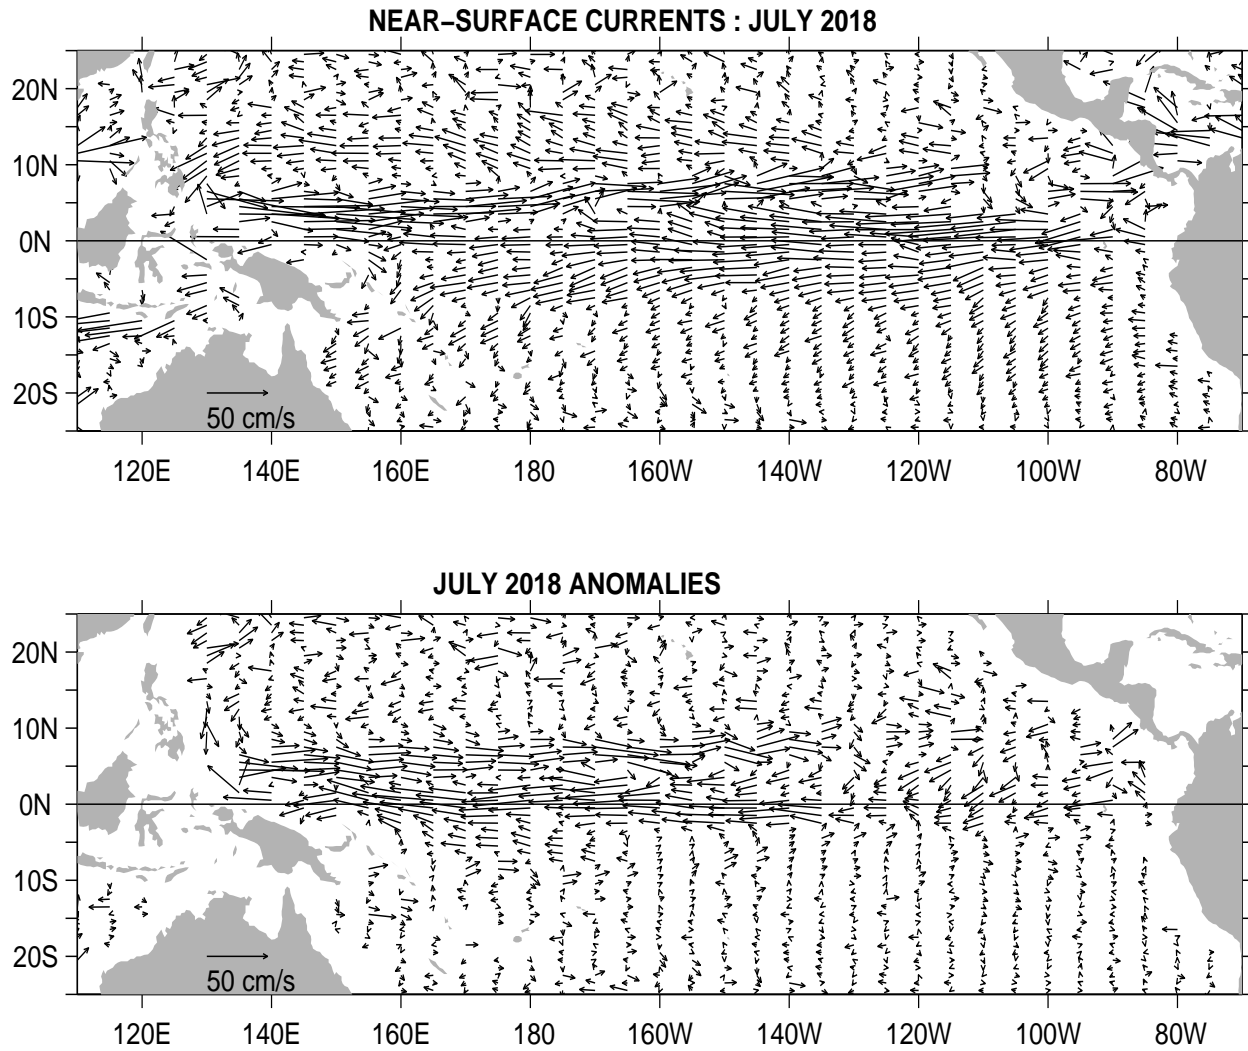 NEAR−SURFACE CURRENTS : JULY 2018
20N
10N
0N
10S
20S
50 cm/s
120E 140E 160E 180 160W 140W 120W 100W 80W
JULY 2018 ANOMALIES
20N
10N
0N
10S
20S
50 cm/s
120E 140E 160E 180 160W 140W 120W 100W 80W